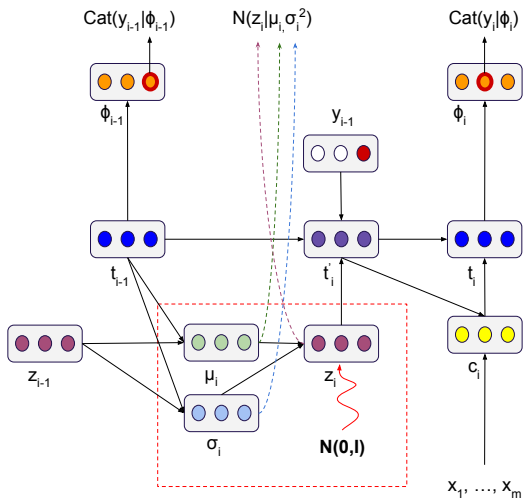 Cat(y_{i-1}|ϕ_{i-1})
N(z_i|μ_i, σ_i^2)
Cat(y_i|ϕ_i)
ϕ_{i-1}
y_{i-1}
ϕ_i
t_{i-1}
t'_i
t_i
z_{i-1}
μ_i
z_i
c_i
σ_i
N(0,I)
x_1, ..., x_m